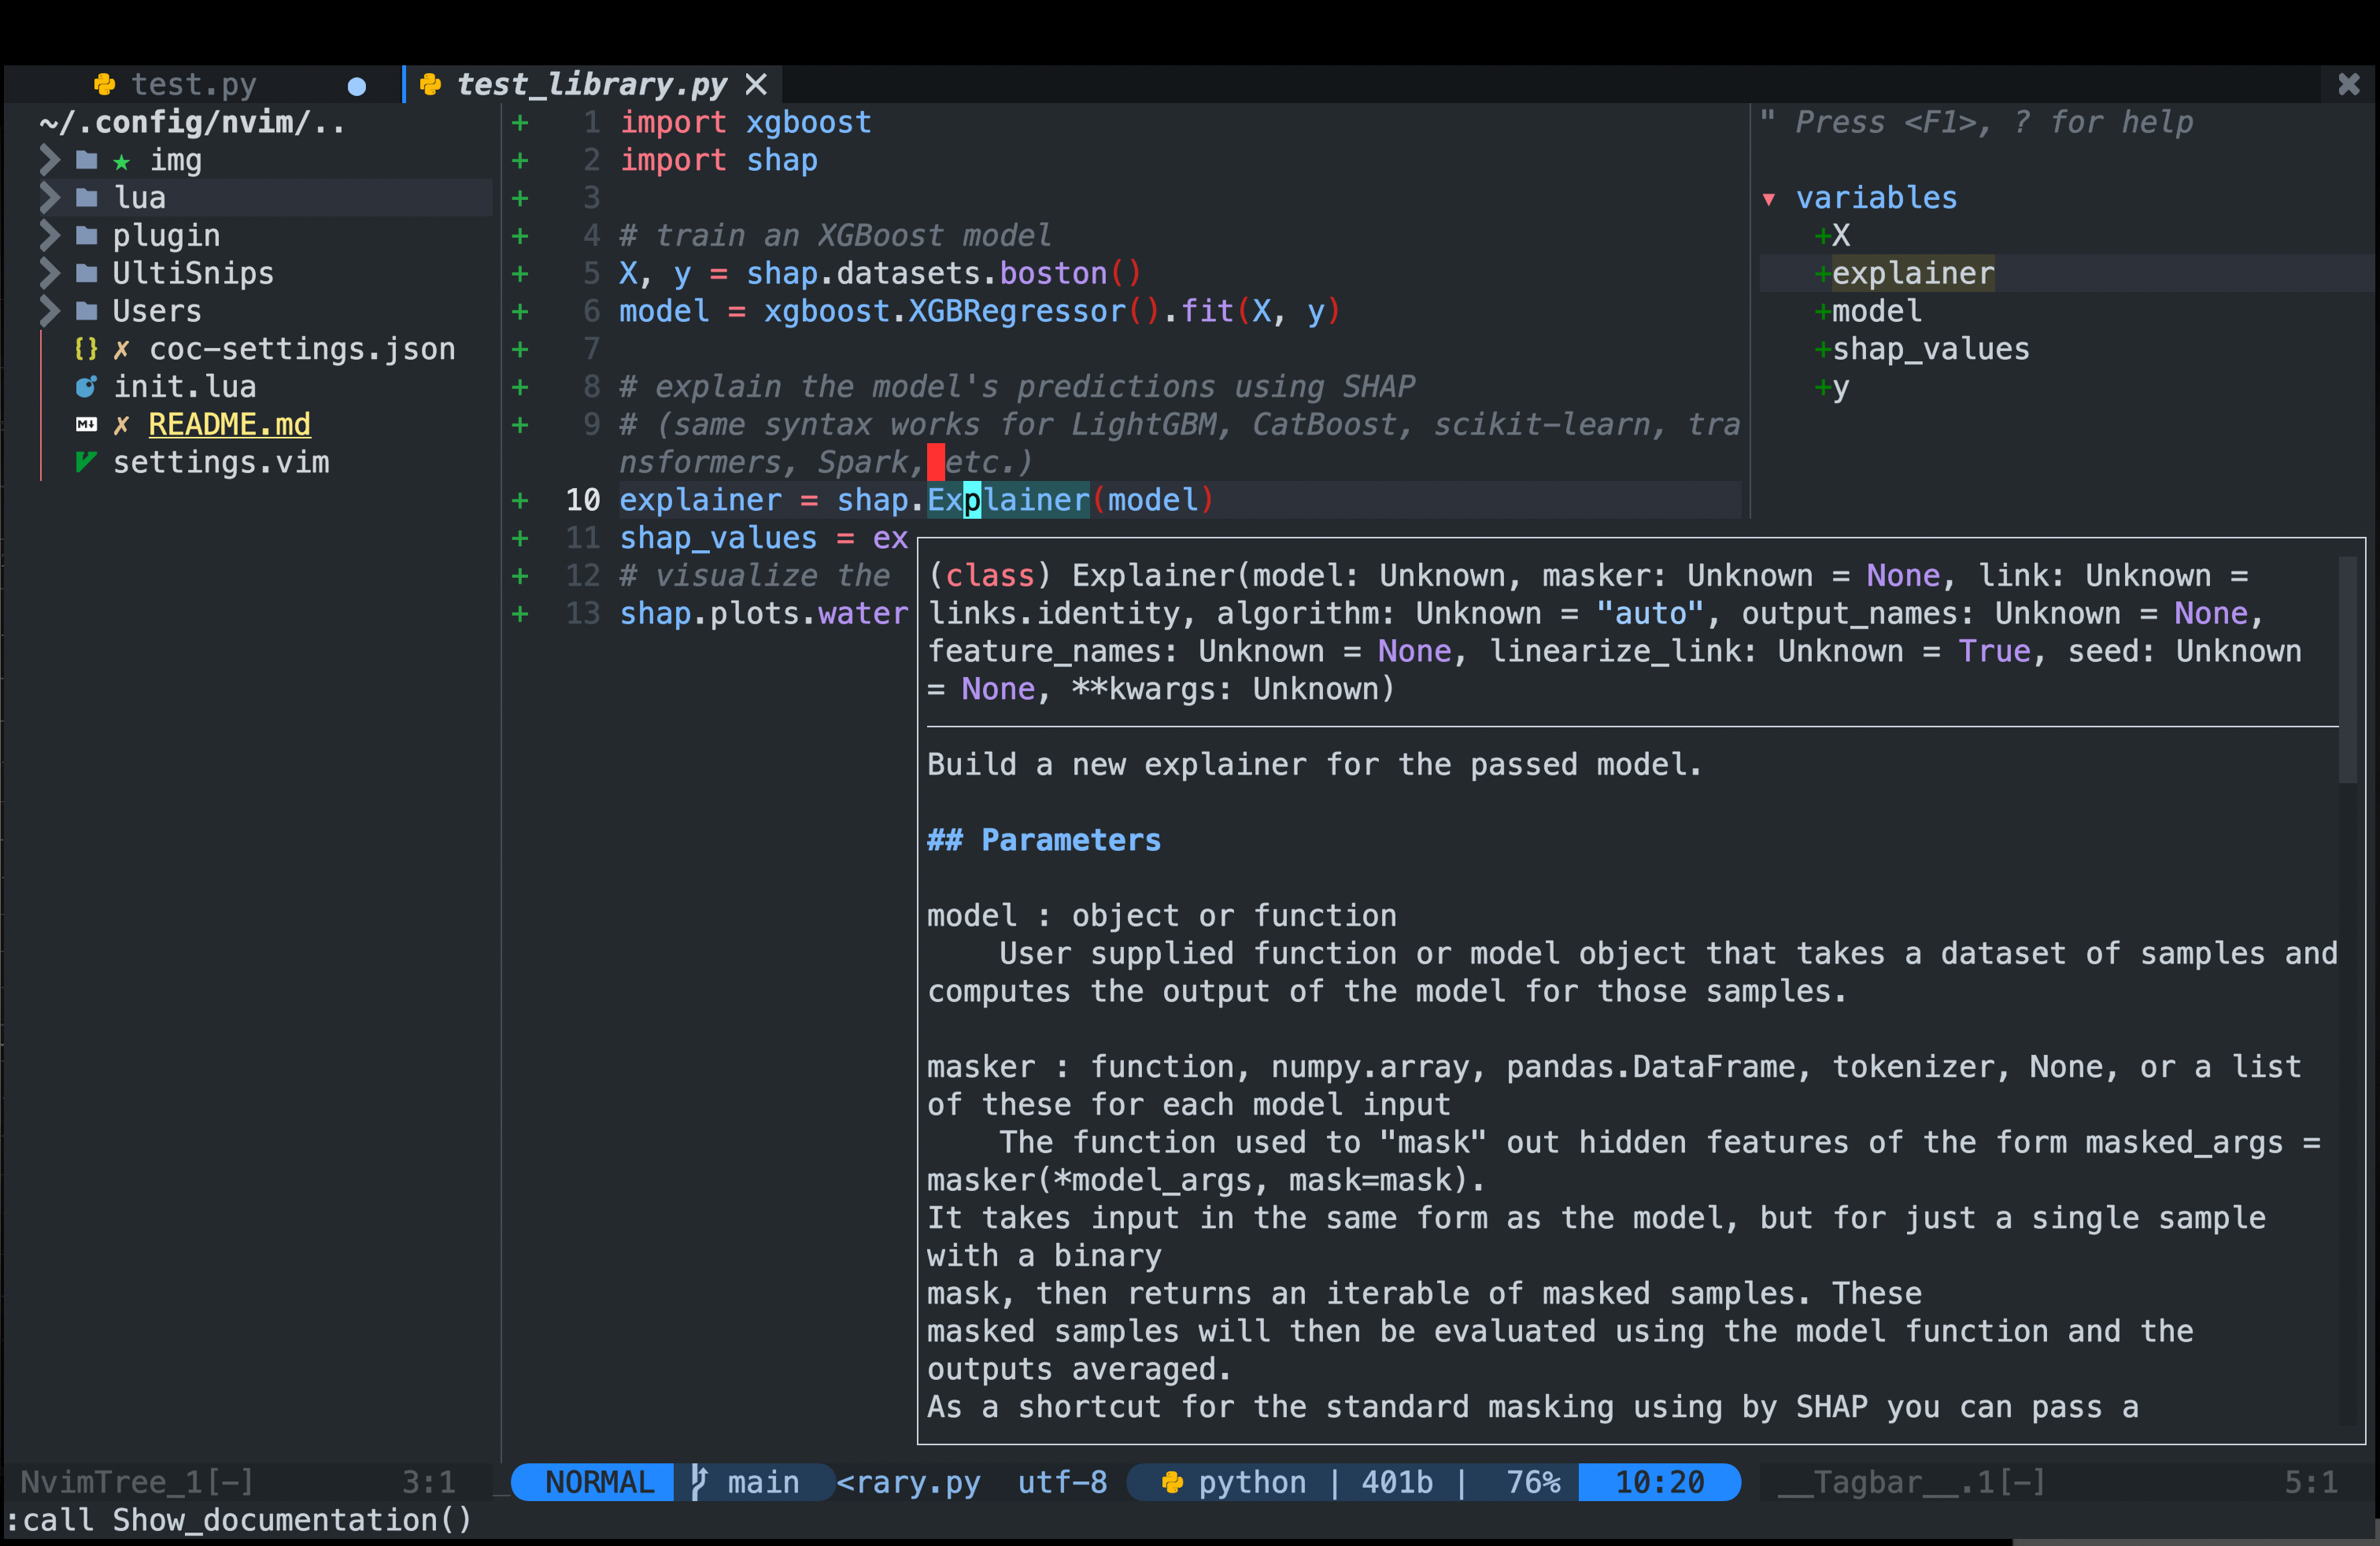 test.py
test_library.py
~/.config/nvim/..
img
lua
plugin
UltiSnips
Users
coc-settings.json
init.lua
README.md
settings.vim
+ 1 import xgboost
+ 2 import shap
+ 3
+ 4 # train an XGBoost model
+ 5 X, y = shap.datasets.boston()
+ 6 model = xgboost.XGBRegressor().fit(X, y)
+ 7
+ 8 # explain the model's predictions using SHAP
+ 9 # (same syntax works for LightGBM, CatBoost, scikit-learn, tra
nsformers, Spark, etc.)
+ 10 explainer = shap.Explainer(model)
+ 11 shap_values = ex
+ 12 # visualize the
+ 13 shap.plots.water
" Press <F1>, ? for help
variables
+X
+explainer
+model
+shap_values
+y
(class) Explainer(model: Unknown, masker: Unknown = None, link: Unknown =
links.identity, algorithm: Unknown = "auto", output_names: Unknown = None,
feature_names: Unknown = None, linearize_link: Unknown = True, seed: Unknown
= None, **kwargs: Unknown)
Build a new explainer for the passed model.
## Parameters
model : object or function
User supplied function or model object that takes a dataset of samples and
computes the output of the model for those samples.
masker : function, numpy.array, pandas.DataFrame, tokenizer, None, or a list
of these for each model input
The function used to "mask" out hidden features of the form masked_args =
masker(*model_args, mask=mask).
It takes input in the same form as the model, but for just a single sample
with a binary
mask, then returns an iterable of masked samples. These
masked samples will then be evaluated using the model function and the
outputs averaged.
As a shortcut for the standard masking using by SHAP you can pass a
NvimTree_1[-] 3:1
NORMAL main <rary.py utf-8 python | 401b | 76% 10:20
__Tagbar__.1[-] 5:1
:call Show_documentation()